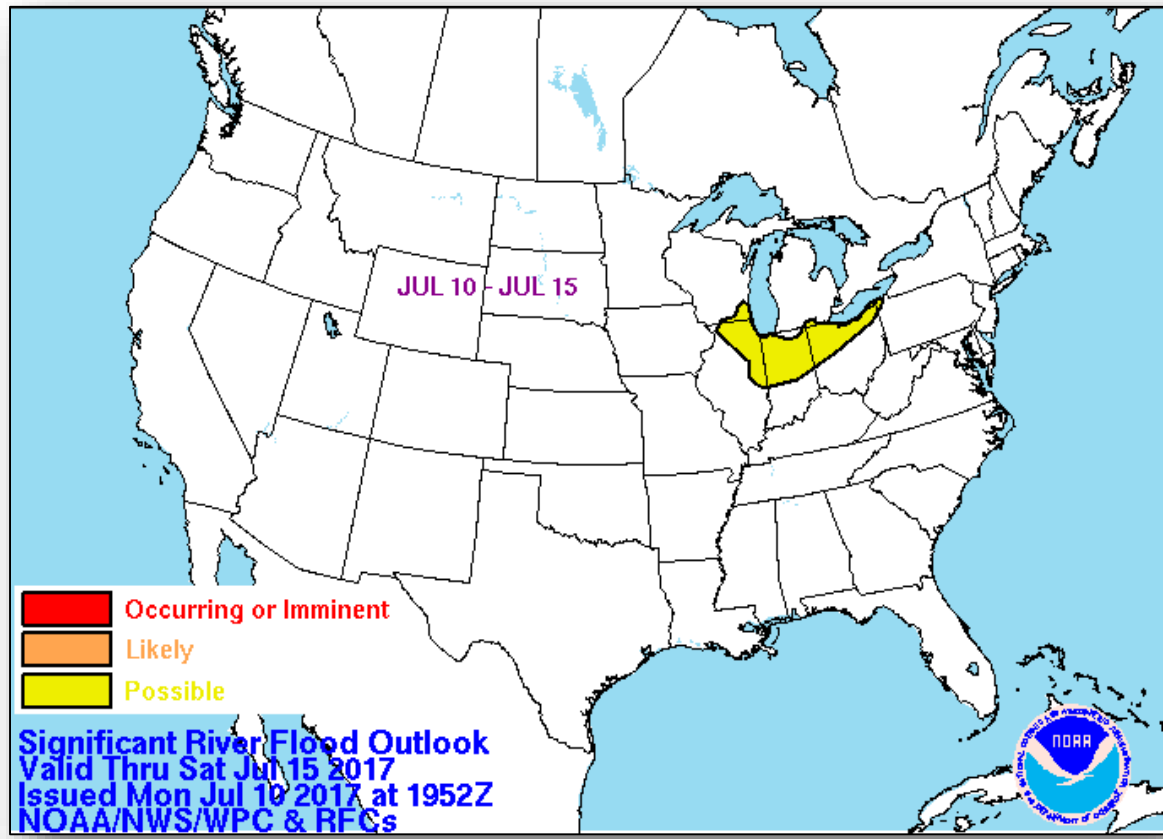 JUL 10 - JUL 15
Occurring or Imminent
Likely
Possible
Significant River Flood Outlook
Valid Thru Sat Jul 15 2017
Issued Mon Jul 10 2017 at 1952Z
NOAA/NWS/WPC & RFCs
NOAA